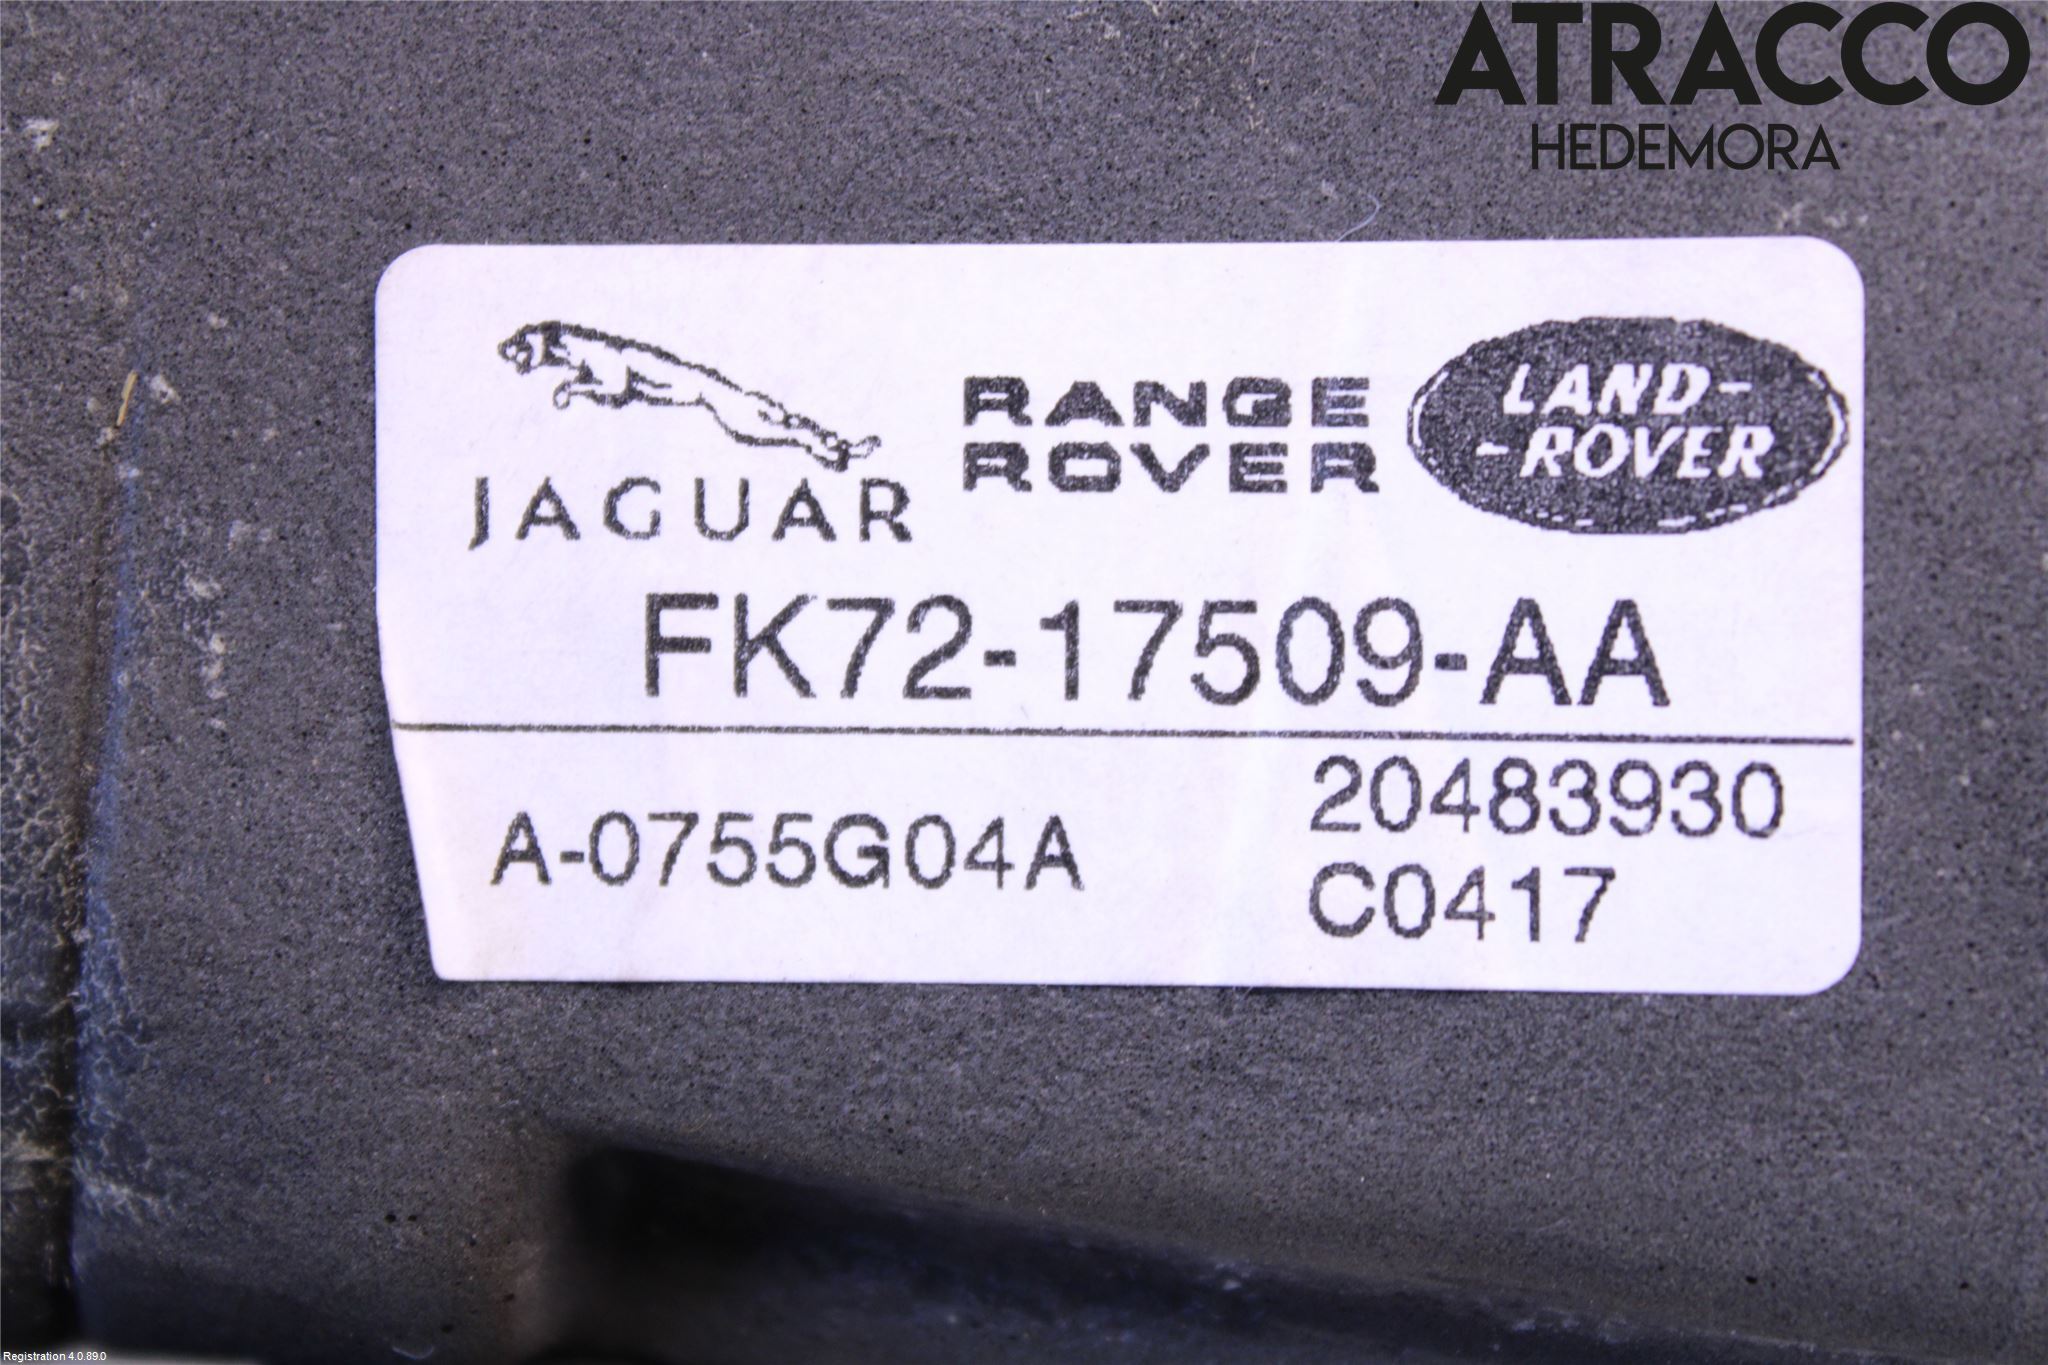 ATRACCO
HEDEMORA
JAGUAR
RANGE
ROVER
LAND-
-ROVER
FK72-17509-AA
A-0755G04A
20483930
C0417
Registration 4.0.89.0